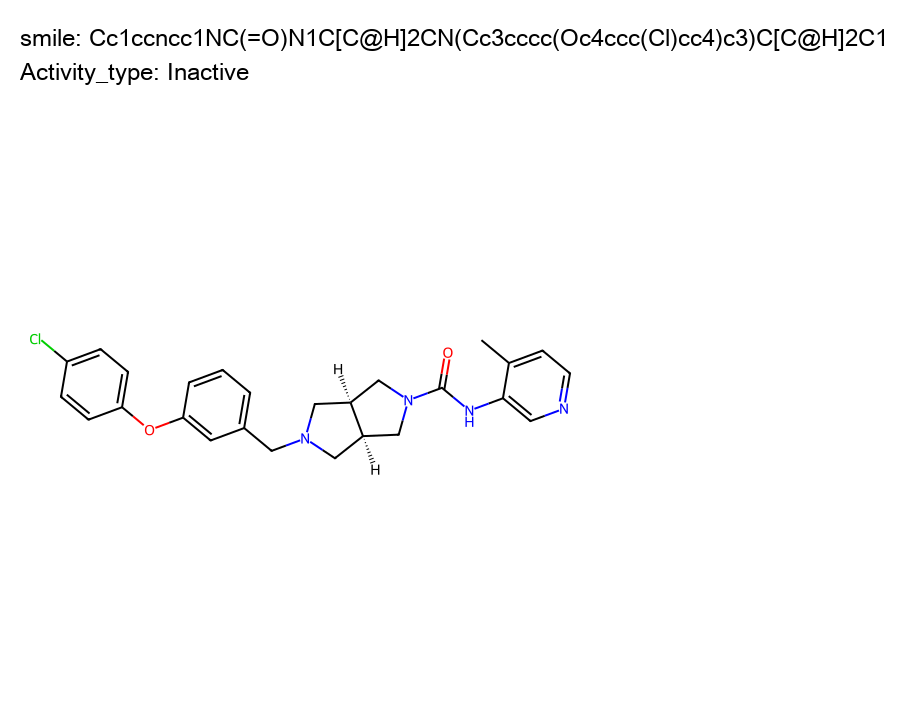 smile: Cc1ccncc1NC(=O)N1C[C@H]2CN(Cc3cccc(Oc4ccc(Cl)cc4)c3)C[C@H]2C1
Activity_type: Inactive
Cl
O
H
N
H
N
O
N
H
N